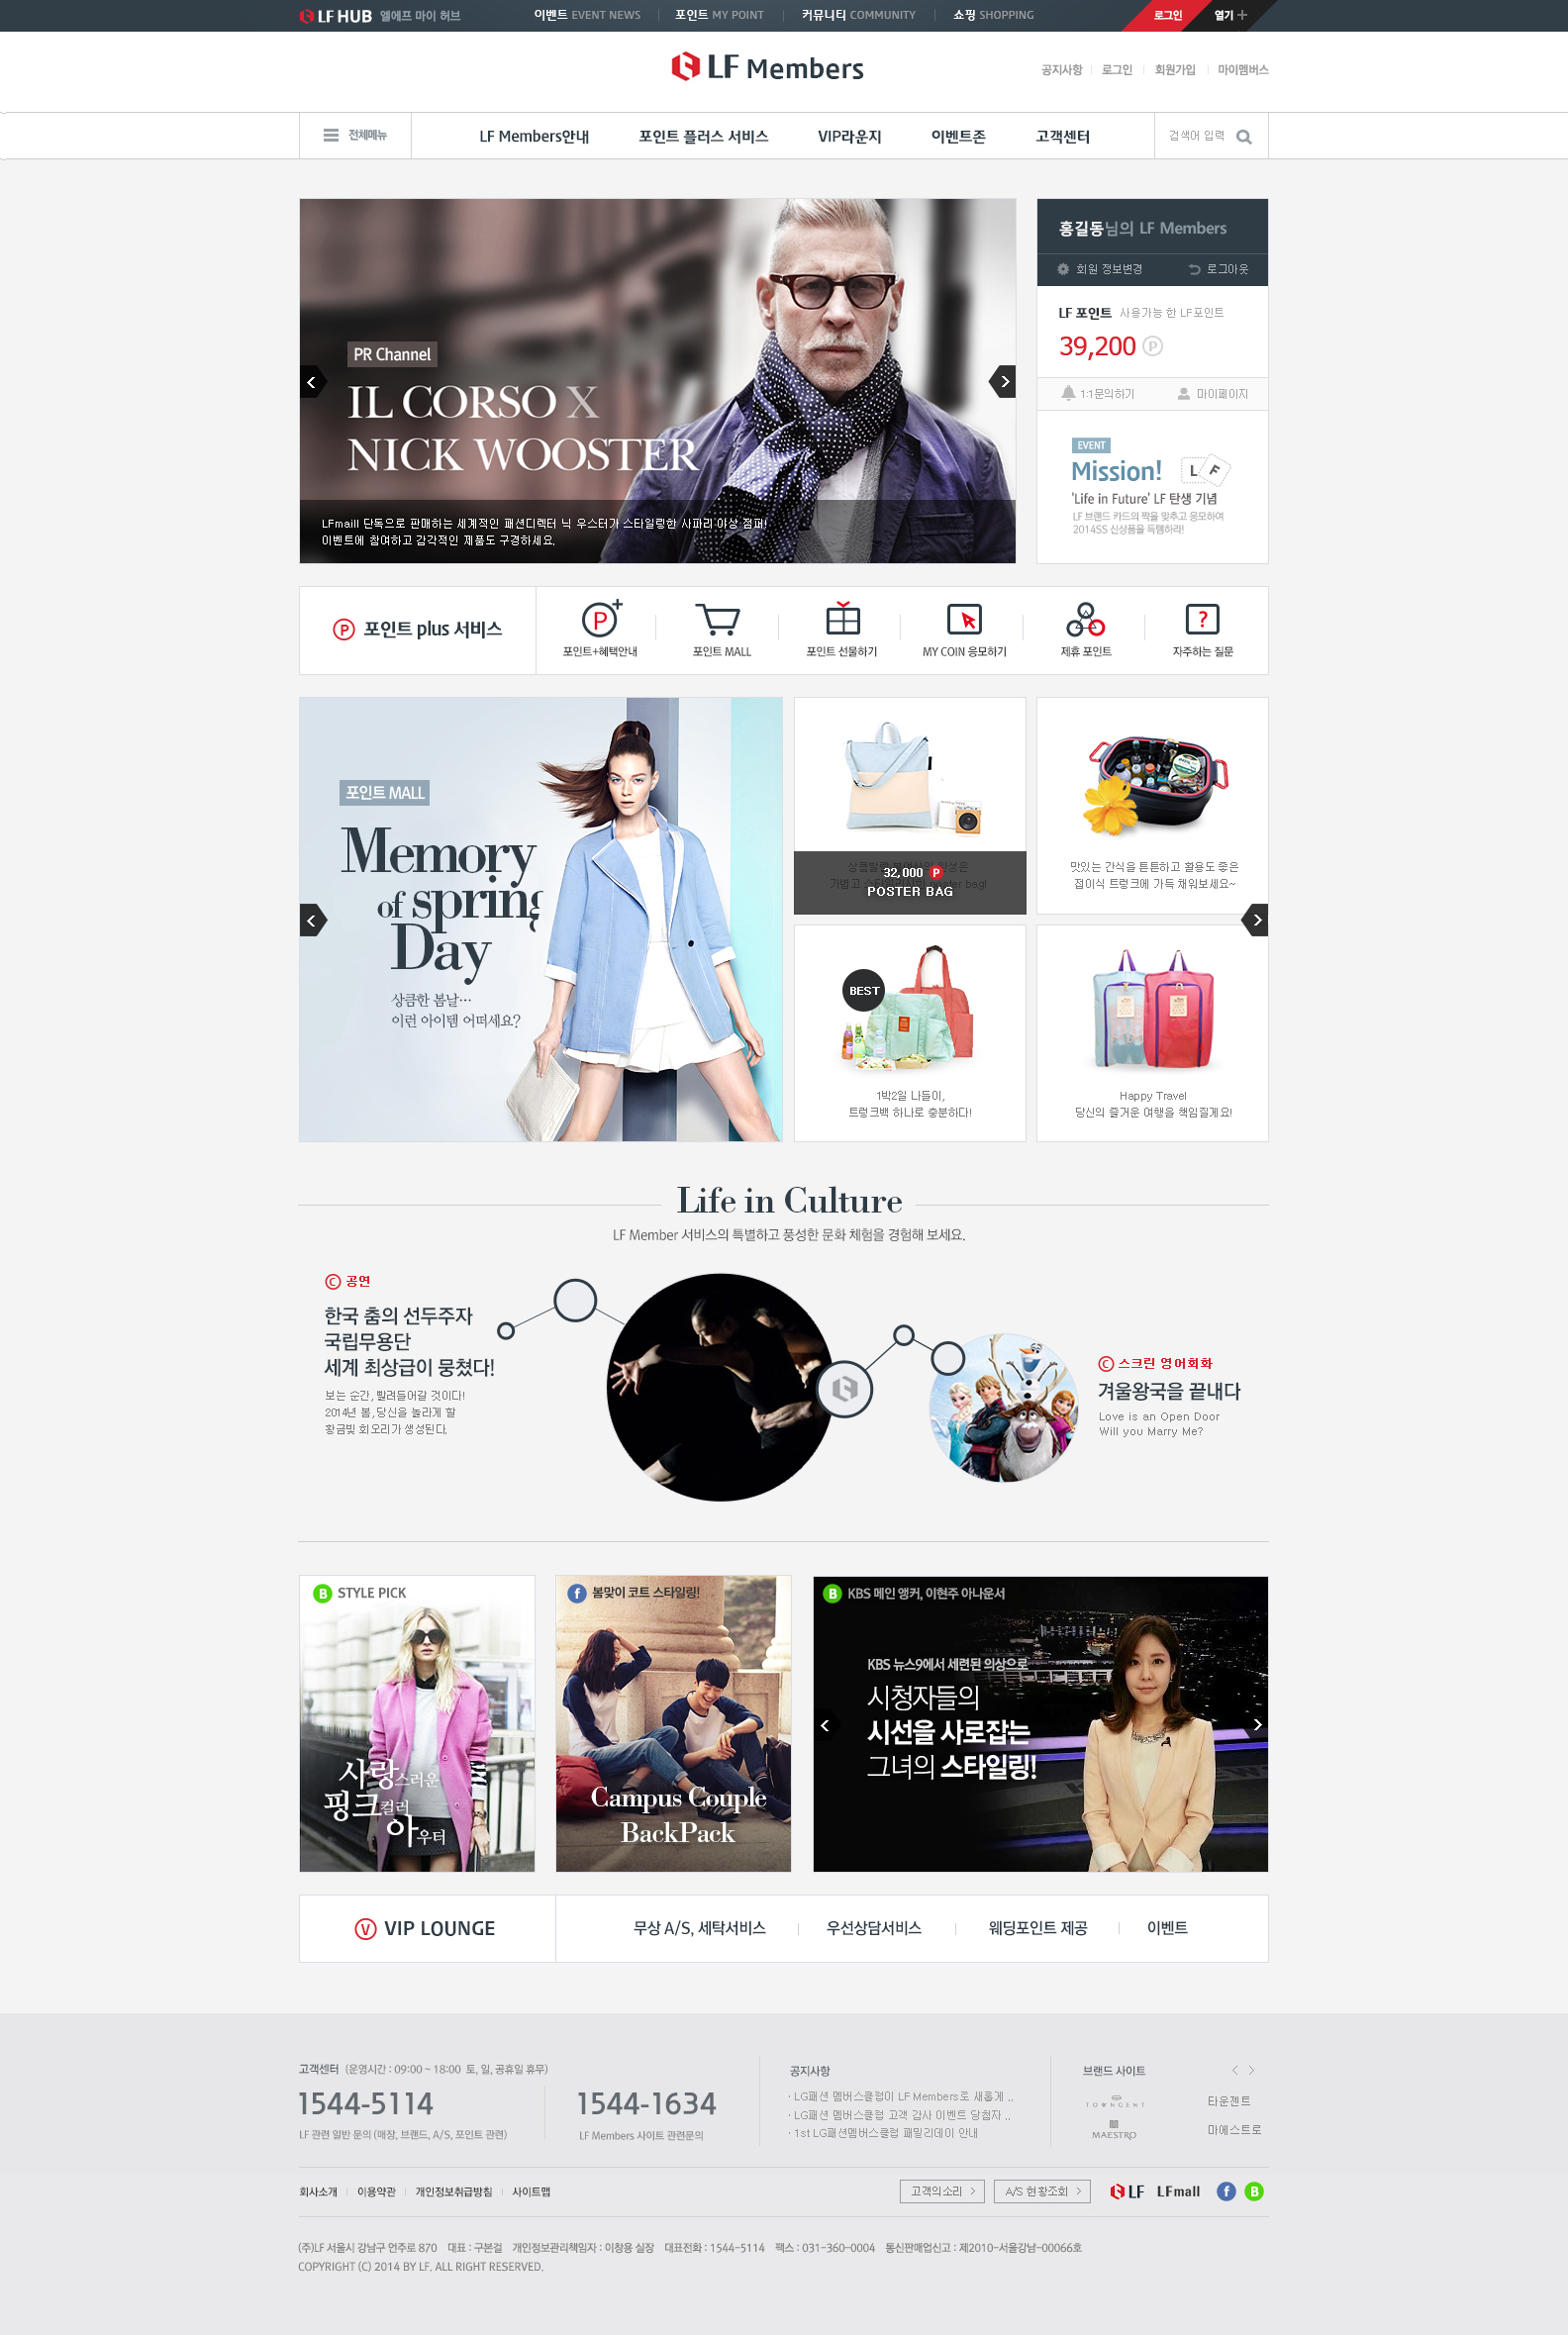 LF HUB 엘에프 마이 허브
이벤트 EVENT NEWS
포인트 MY POINT
커뮤니티 COMMUNITY
쇼핑 SHOPPING
로그인
열기
LF Members
공지사항
로그인
회원가입
마이멤버스
전체메뉴
LF Members안내
포인트 플러스 서비스
VIP라운지
이벤트존
고객센터
검색어 입력
PR Channel
IL CORSO X
NICK WOOSTER
LFmaill 단독으로 판매하는 세계적인 패션디렉터 닉 우스터가 스타일링한 사파리 야상 점퍼!
이벤트에 참여하고 감각적인 제품도 구경하세요.
홍길동님의 LF Members
회원 정보변경
로그아웃
LF 포인트 사용가능 한 LF포인트
39,200 P
1:1문의하기
마이페이지
EVENT
Mission!
L F
'Life in Future' LF 탄생 기념
LF 브랜드 카드의 짝을 맞추고 응모하여
2014SS 신상품을 득템하라!
P 포인트 plus 서비스
포인트+혜택안내
포인트 MALL
포인트 선물하기
MY COIN 응모하기
제휴 포인트
자주하는 질문
포인트 MALL
Memory
of spring
Day
상큼한 봄날…
이런 아이템 어떠세요?
32,000 P
POSTER BAG
맛있는 간식을 튼튼하고 활용도 좋은
접이식 트렁크에 가득 채워보세요~
BEST
1박2일 나들이,
트렁크백 하나로 충분하다!
Happy Travel
당신의 즐거운 여행을 책임질게요!
Life in Culture
LF Member 서비스의 특별하고 풍성한 문화 체험을 경험해 보세요.
C 공연
한국 춤의 선두주자
국립무용단
세계 최상급이 뭉쳤다!
보는 순간, 빨려들어갈 것이다!
2014년 봄, 당신을 놀라게 할
황금빛 회오리가 생성된다.
C 스크린 영어회화
겨울왕국을 끝내다
Love is an Open Door
Will you Marry Me?
B STYLE PICK
사랑스러운
핑크컬러
아우터
f 봄맞이 코트 스타일링!
Campus Couple
BackPack
B KBS 메인 앵커, 이현주 아나운서
KBS 뉴스9에서 세련된 의상으로
시청자들의
시선을 사로잡는
그녀의 스타일링!
V VIP LOUNGE
무상 A/S, 세탁서비스
우선상담서비스
웨딩포인트 제공
이벤트
고객센터 (운영시간 : 09:00 ~ 18:00 토, 일, 공휴일 휴무)
1544-5114
LF 관련 일반 문의 (매장, 브랜드, A/S, 포인트 관련)
1544-1634
LF Members 사이트 관련문의
공지사항
· LG패션 멤버스클럽이 LF Members로 새롭게 ..
· LG패션 멤버스클럽 고객 감사 이벤트 당첨자 ..
· 1st LG패션멤버스클럽 패밀리데이 안내
브랜드 사이트
TOWNGENT
타운젠트
MAESTRO
마에스트로
회사소개
이용약관
개인정보취급방침
사이트맵
고객의소리 >
A/S 현황조회 >
LF
LFmall
f
B
(주)LF 서울시 강남구 언주로 870 대표 : 구본걸 개인정보관리책임자 : 이창용 실장 대표전화 : 1544-5114 팩스 : 031-360-0004 통신판매업신고 : 제2010-서울강남-00066호
COPYRIGHT (C) 2014 BY LF. ALL RIGHT RESERVED.